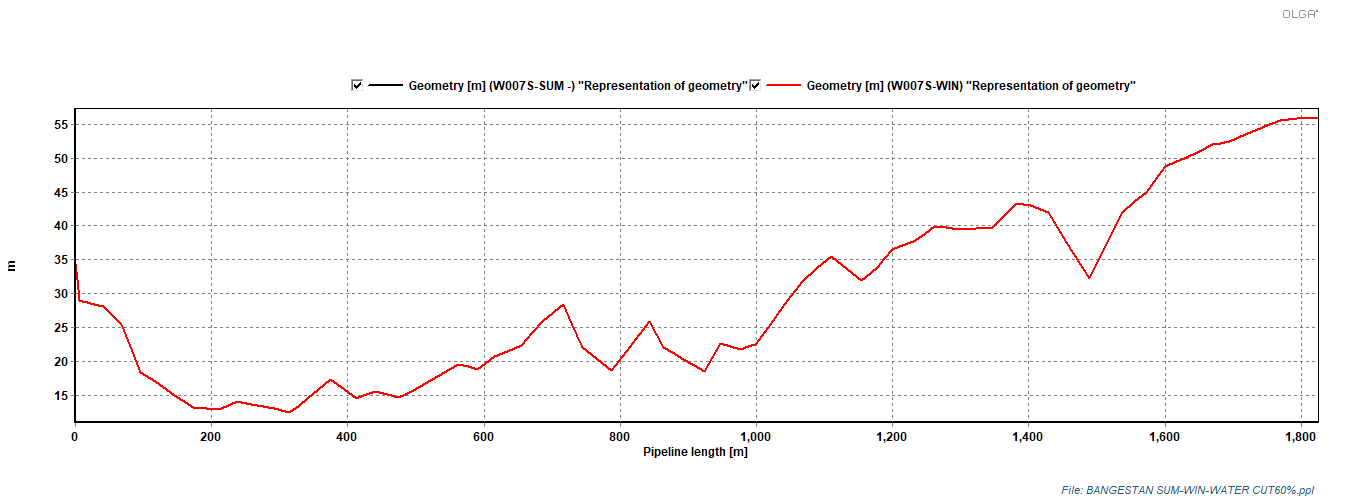 OLGA®
Geometry [m] (W007S-SUM -) "Representation of geometry" Geometry [m] (W007S-WIN) "Representation of geometry"
55
50
45
40
35
30
25
20
15
m
0 200 400 600 800 1,000 1,200 1,400 1,600 1,800
Pipeline length [m]
File: BANGESTAN SUM-WIN-WATER CUT60%.ppl